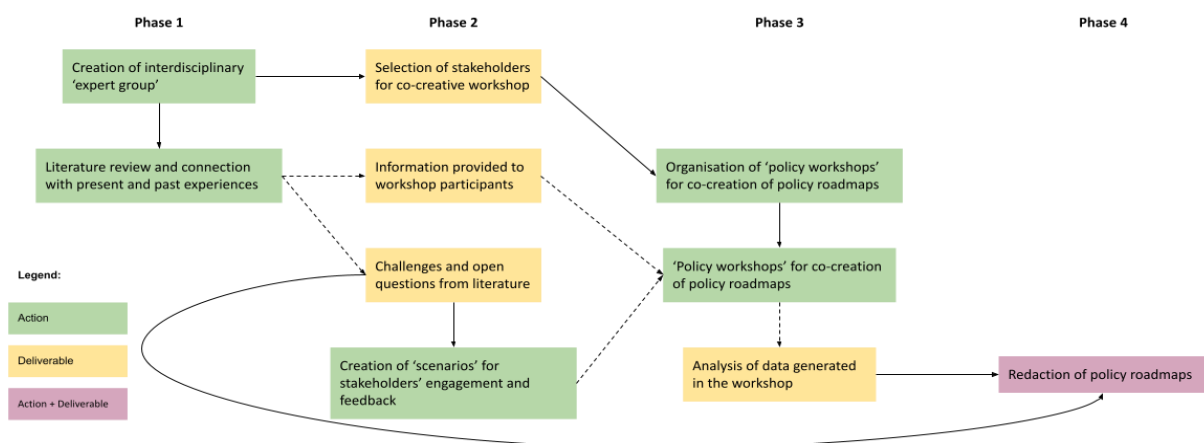 Phase 1
Phase 2
Phase 3
Phase 4
Creation of interdisciplinary
‘expert group’
Selection of stakeholders
for co-creative workshop
Literature review and connection
with present and past experiences
Information provided to
workshop participants
Organisation of ‘policy workshops’
for co-creation of policy roadmaps
Challenges and open
questions from literature
‘Policy workshops’ for co-creation
of policy roadmaps
Creation of ‘scenarios’ for
stakeholders’ engagement and
feedback
Analysis of data generated
in the workshop
Redaction of policy roadmaps
Legend:
Action
Deliverable
Action + Deliverable